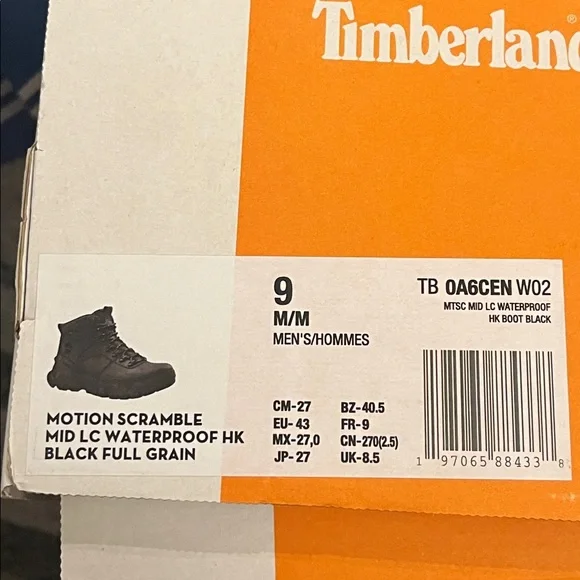 Timberland
®
9
M/M
MEN'S/HOMMES
TB 0A6CEN W02
MTSC MID LC WATERPROOF
HK BOOT BLACK
MOTION SCRAMBLE
MID LC WATERPROOF HK
BLACK FULL GRAIN
CM-27 BZ-40.5
EU- 43 FR-9
MX-27,0 CN-270(2.5)
JP- 27 UK-8.5
1 97065 88433 8